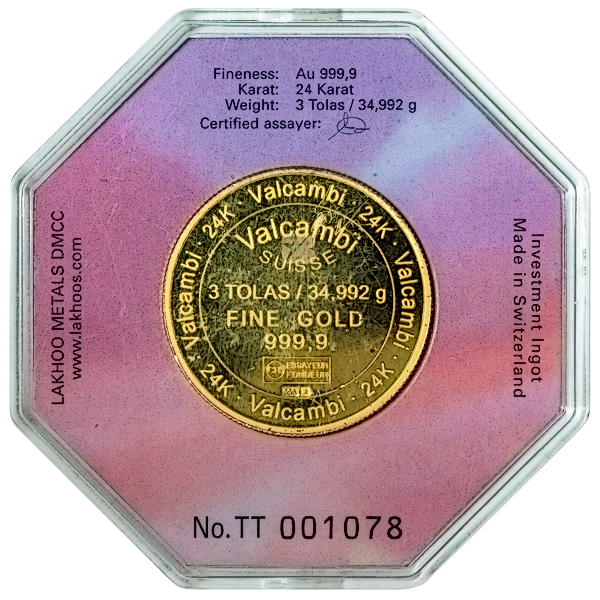 Fineness: Au 999,9
Karat: 24 Karat
Weight: 3 Tolas / 34,992 g
Certified assayer:
LAKHOO METALS DMCC
www.lakhoos.com
Valcambi · 24K · Valcambi · 24K · Valcambi · 24K · Valcambi · 24K ·
Valcambi
SUISSE
3 TOLAS / 34,992 g
FINE GOLD
999,9
ESSAYEUR
FONDEUR
Investment Ingot
Made in Switzerland
No. TT 001078